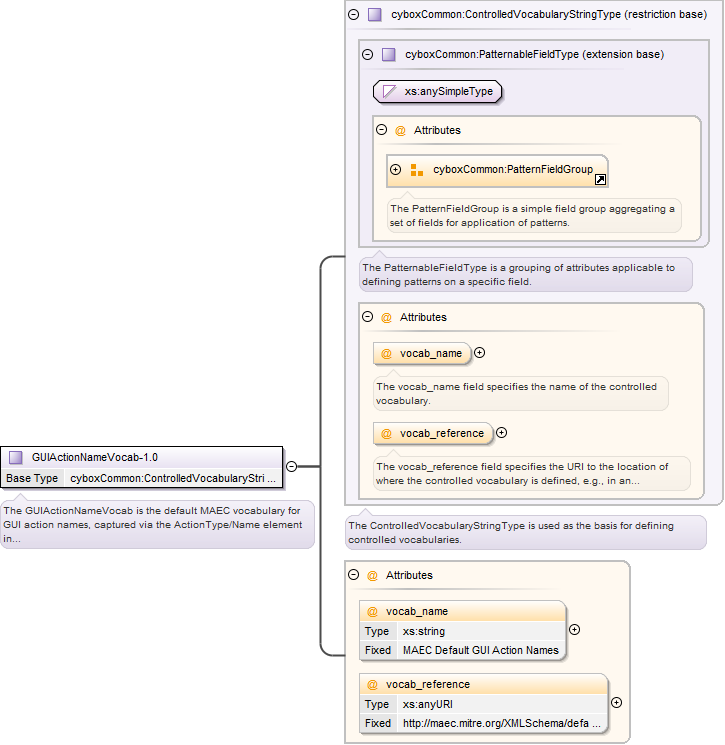 cyboxCommon:ControlledVocabularyStringType (restriction base)
cyboxCommon:PatternableFieldType (extension base)
xs:anySimpleType
@ Attributes
cyboxCommon:PatternFieldGroup
The PatternFieldGroup is a simple field group aggregating a
set of fields for application of patterns.
The PatternableFieldType is a grouping of attributes applicable to
defining patterns on a specific field.
@ Attributes
@ vocab_name
The vocab_name field specifies the name of the controlled
vocabulary.
@ vocab_reference
The vocab_reference field specifies the URI to the location of
where the controlled vocabulary is defined, e.g., in an...
GUIActionNameVocab-1.0
Base Type cyboxCommon:ControlledVocabularyStri ...
The GUIActionNameVocab is the default MAEC vocabulary for
GUI action names, captured via the ActionType/Name element
in...
The ControlledVocabularyStringType is used as the basis for defining
controlled vocabularies.
@ Attributes
@ vocab_name
Type xs:string
Fixed MAEC Default GUI Action Names
@ vocab_reference
Type xs:anyURI
Fixed http://maec.mitre.org/XMLSchema/defa ...